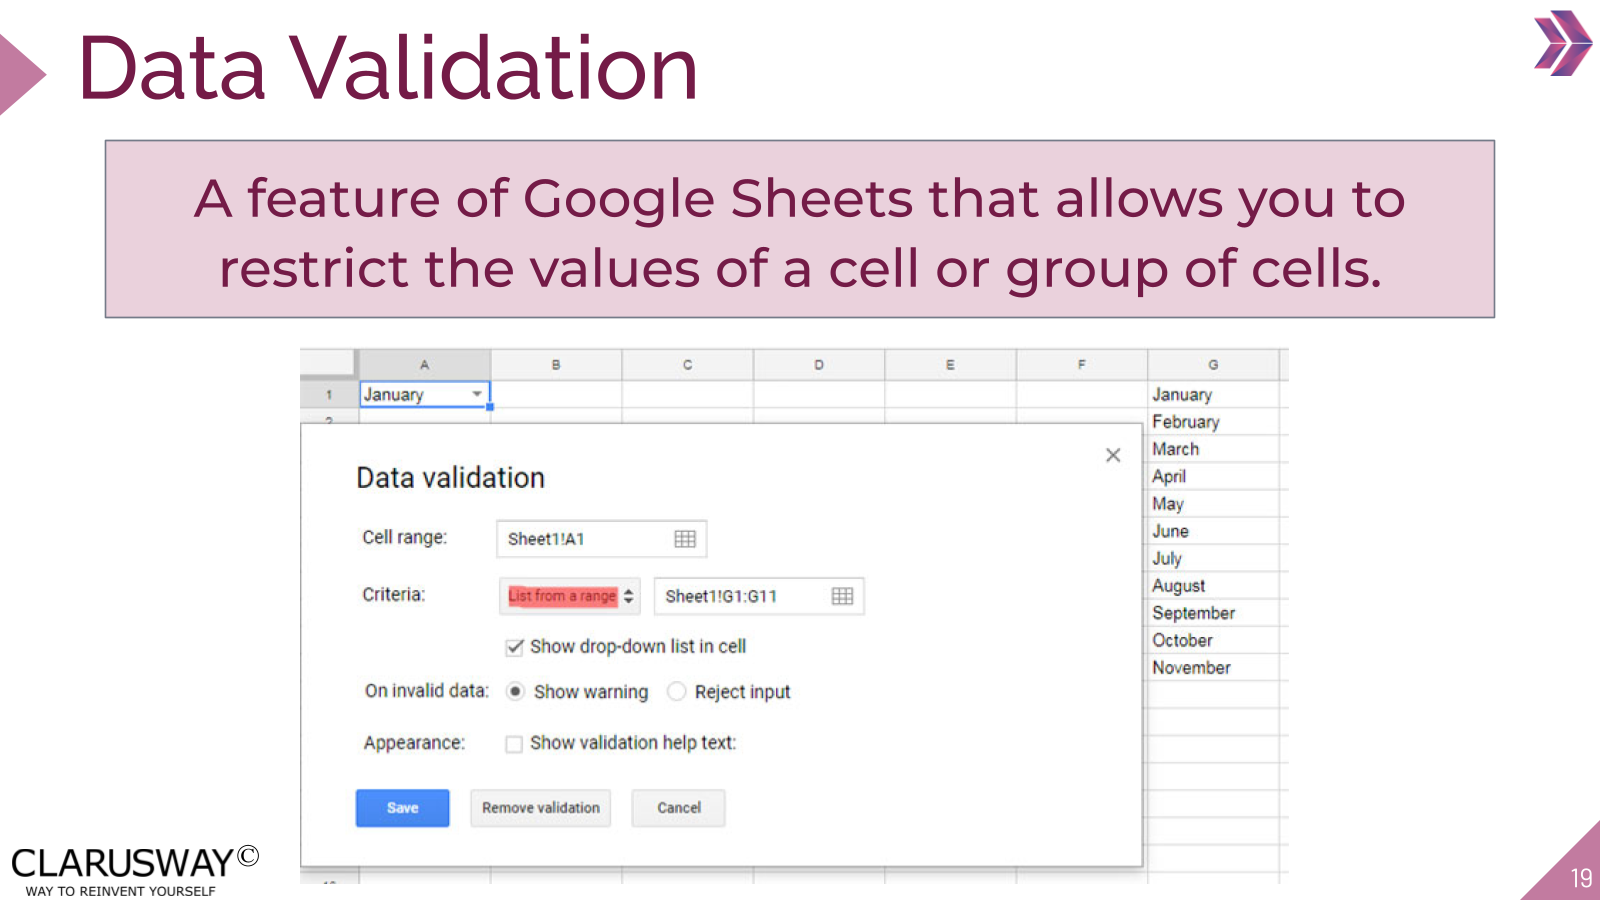 Data Validation
A feature of Google Sheets that allows you to
restrict the values of a cell or group of cells.
A B C D E F G
1 January January
February
March
April
May
June
July
August
September
October
November
Data validation
Cell range: Sheet1!A1
Criteria: List from a range Sheet1!G1:G11
Show drop-down list in cell
On invalid data: Show warning Reject input
Appearance: Show validation help text:
Save Remove validation Cancel
CLARUSWAY©
WAY TO REINVENT YOURSELF
19